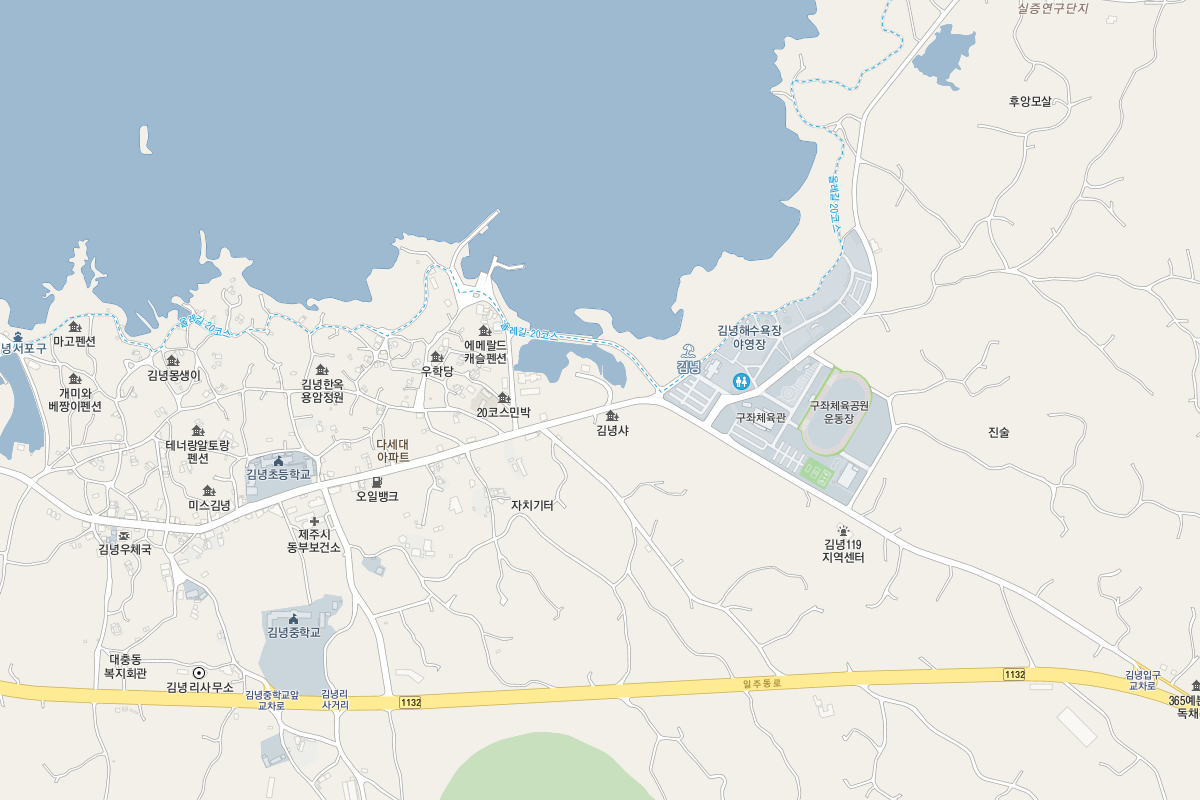 실증연구단지
후앙모살
올레길 20코스
올레길 20코스
올레길 20코스
김녕해수욕장
야영장
녕서포구
마고펜션
에메랄드
캐슬펜션
김녕몽생이
우학당
김녕
김녕한옥
용암정원
개미와
베짱이펜션
20코스민박
구좌체육공원
운동장
구좌체육관
김녕샤
진술
테너랑알토랑
펜션
다세대
아파트
김녕초등학교
오일뱅크
미스김녕
자치기터
제주시
동부보건소
김녕우체국
김녕119
지역센터
김녕중학교
대충동
복지회관
김녕리사무소
김녕중학교앞
교차로
김녕리
사거리
1132
일주동로
1132
김녕입구
교차로